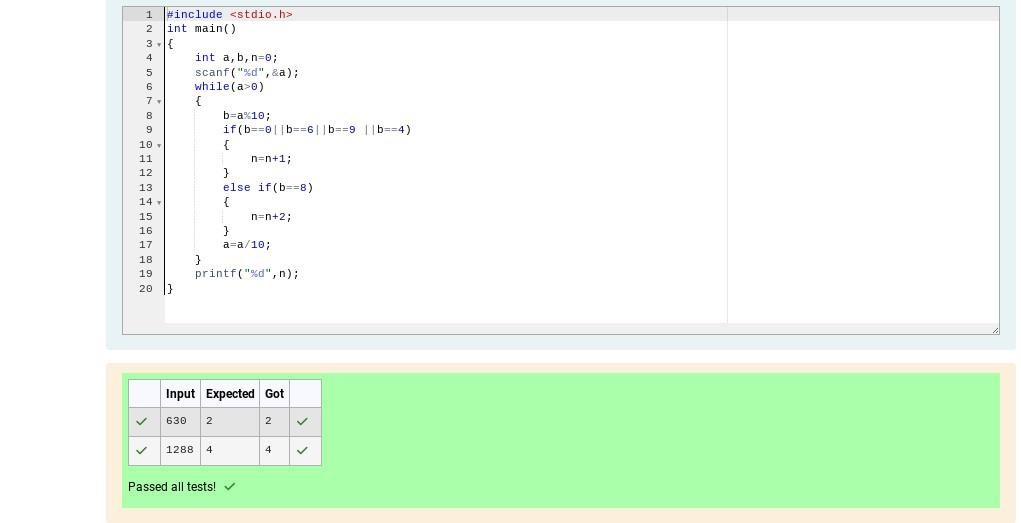 1 #include <stdio.h>
2 int main()
3 {
4     int a,b,n=0;
5     scanf("%d",&a);
6     while(a>0)
7     {
8         b=a%10;
9         if(b==0||b==6||b==9 ||b==4)
10         {
11             n=n+1;
12         }
13         else if(b==8)
14         {
15             n=n+2;
16         }
17         a=a/10;
18     }
19     printf("%d",n);
20 }
Input Expected Got
630 2 2
1288 4 4
Passed all tests!